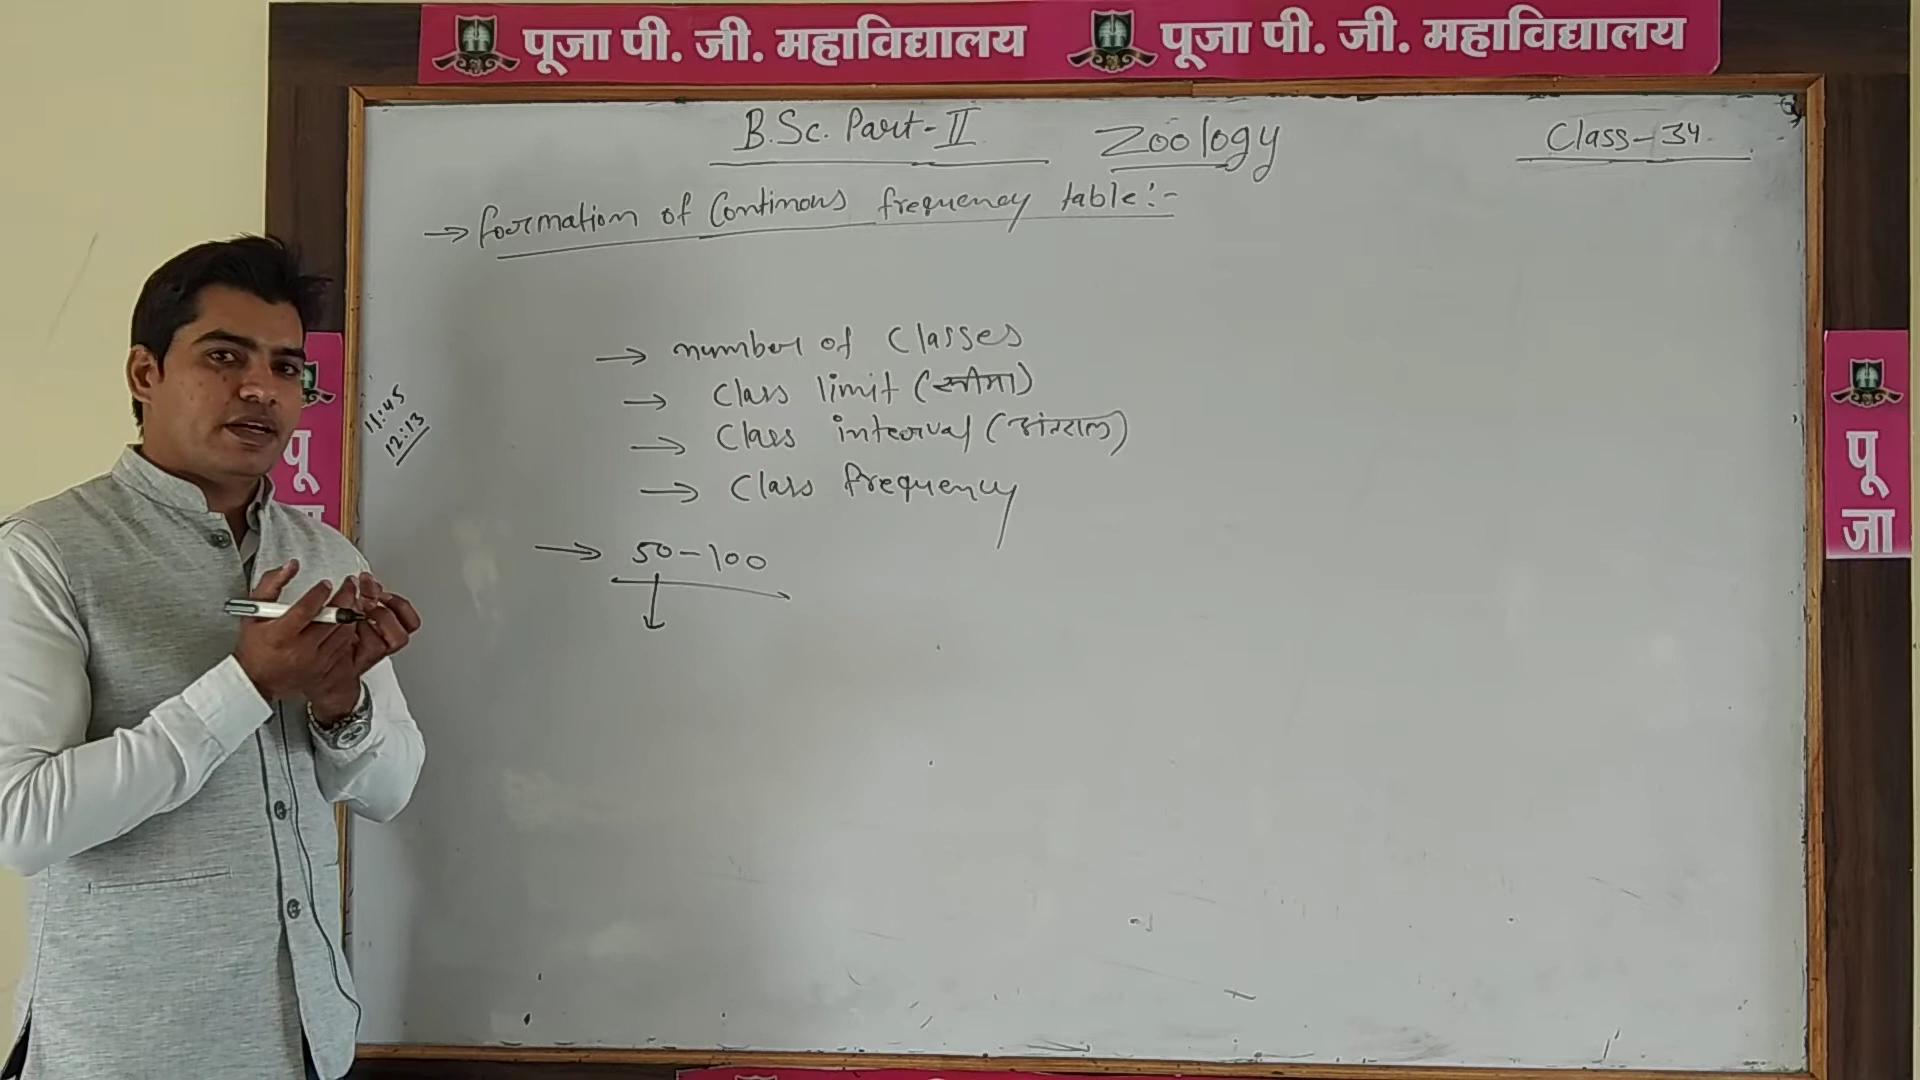 पूजा पी. जी. महाविद्यालय पूजा पी. जी. महाविद्यालय
B.Sc. Part-II Zoology Class-34
→ formation of Continous frequency table:-
→ number of Classes
→ Class limit (सीमा)
→ Class interval (अंतराल)
→ Class frequency
→ 50-100
11:45
12:13
पू
पू
जा